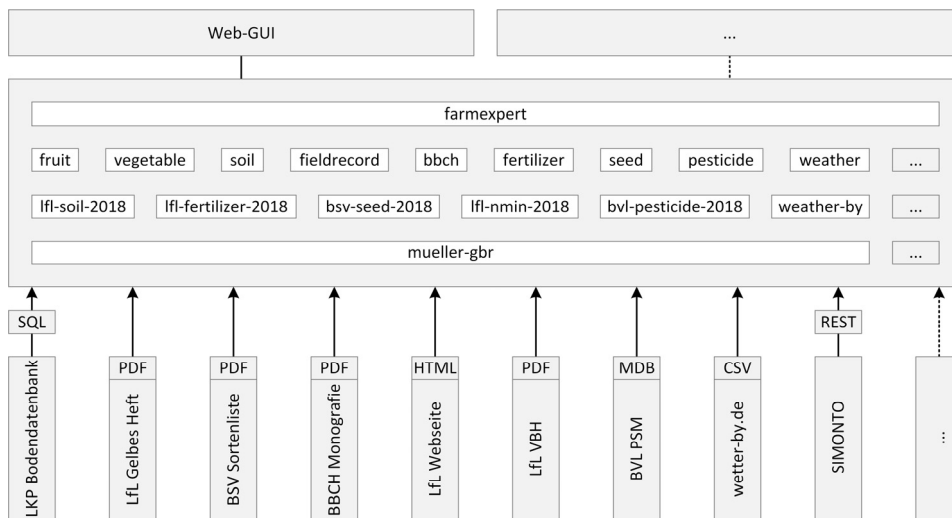 Web-GUI ...
farmexpert
fruit vegetable soil fieldrecord bbch fertilizer seed pesticide weather ...
lfl-soil-2018 lfl-fertilizer-2018 bsv-seed-2018 lfl-nmin-2018 bvl-pesticide-2018 weather-by ...
mueller-gbr ...
SQL REST
PDF PDF PDF HTML PDF MDB CSV
LKP Bodendatenbank
LfL Gelbes Heft
BSV Sortenliste
BBCH Monografie
LfL Webseite
LfL VBH
BVL PSM
wetter-by.de
SIMONTO
...